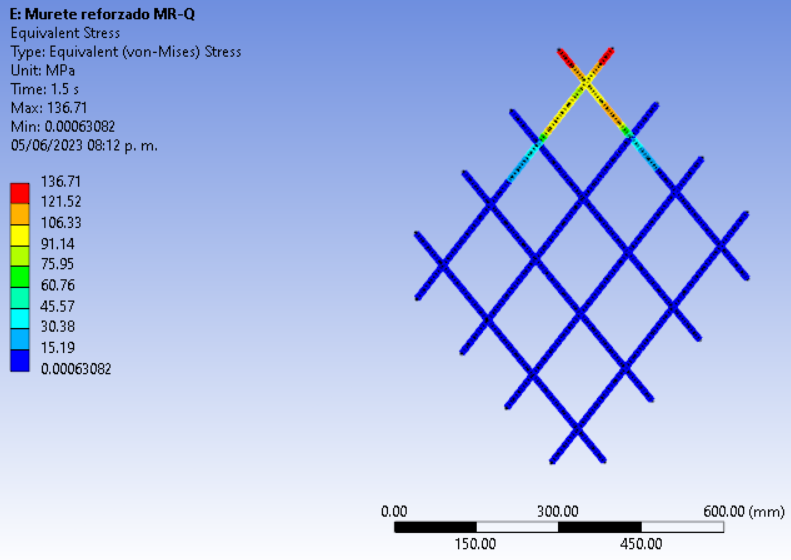 E: Murete reforzado MR-Q
Equivalent Stress
Type: Equivalent (von-Mises) Stress
Unit: MPa
Time: 1.5 s
Max: 136.71
Min: 0.00063082
05/06/2023 08:12 p. m.
136.71
121.52
106.33
91.14
75.95
60.76
45.57
30.38
15.19
0.00063082
0.00 300.00 600.00 (mm)
150.00 450.00